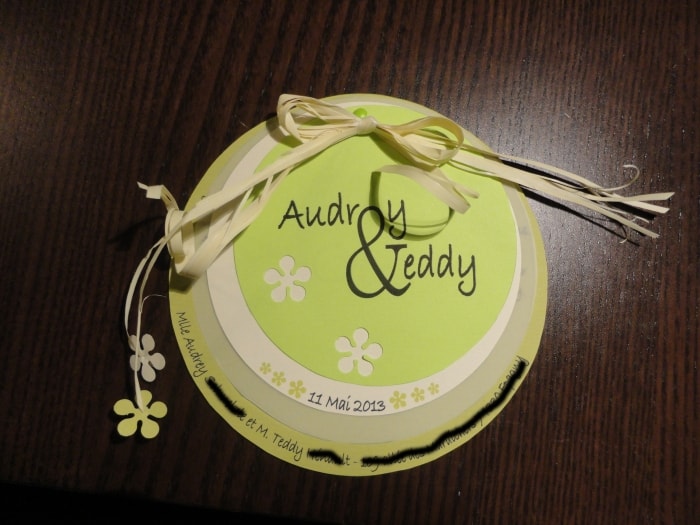 Audrey
& Teddy
11 Mai 2013
Mlle Audrey et M. Teddy -